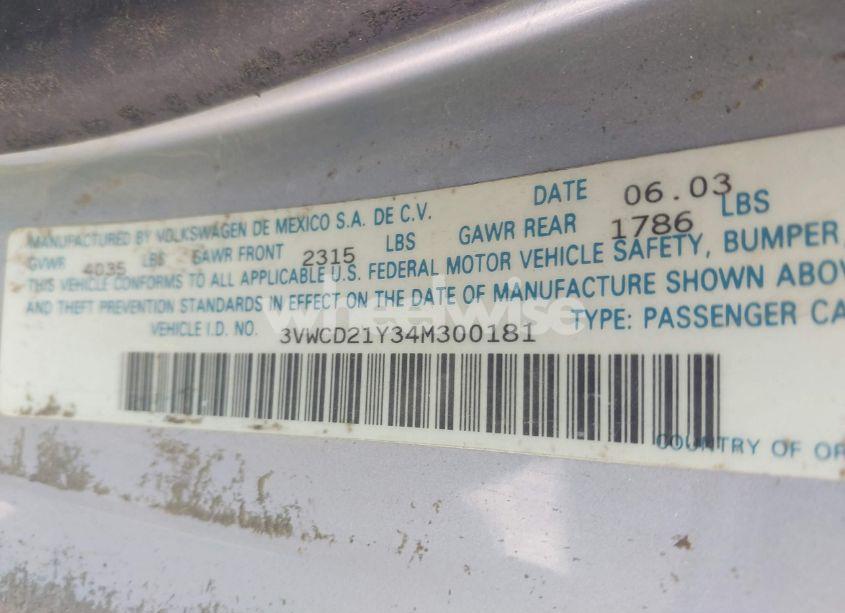 MANUFACTURED BY VOLKSWAGEN DE MEXICO S.A. DE C.V. DATE 06.03
GVWR 4035 LBS GAWR FRONT 2315 LBS GAWR REAR 1786 LBS
THIS VEHICLE CONFORMS TO ALL APPLICABLE U.S. FEDERAL MOTOR VEHICLE SAFETY, BUMPER,
AND THEFT PREVENTION STANDARDS IN EFFECT ON THE DATE OF MANUFACTURE SHOWN ABOV
VEHICLE I.D. NO. 3VWCD21Y34M300181 TYPE: PASSENGER CA
COUNTRY OF OR
wheelwise